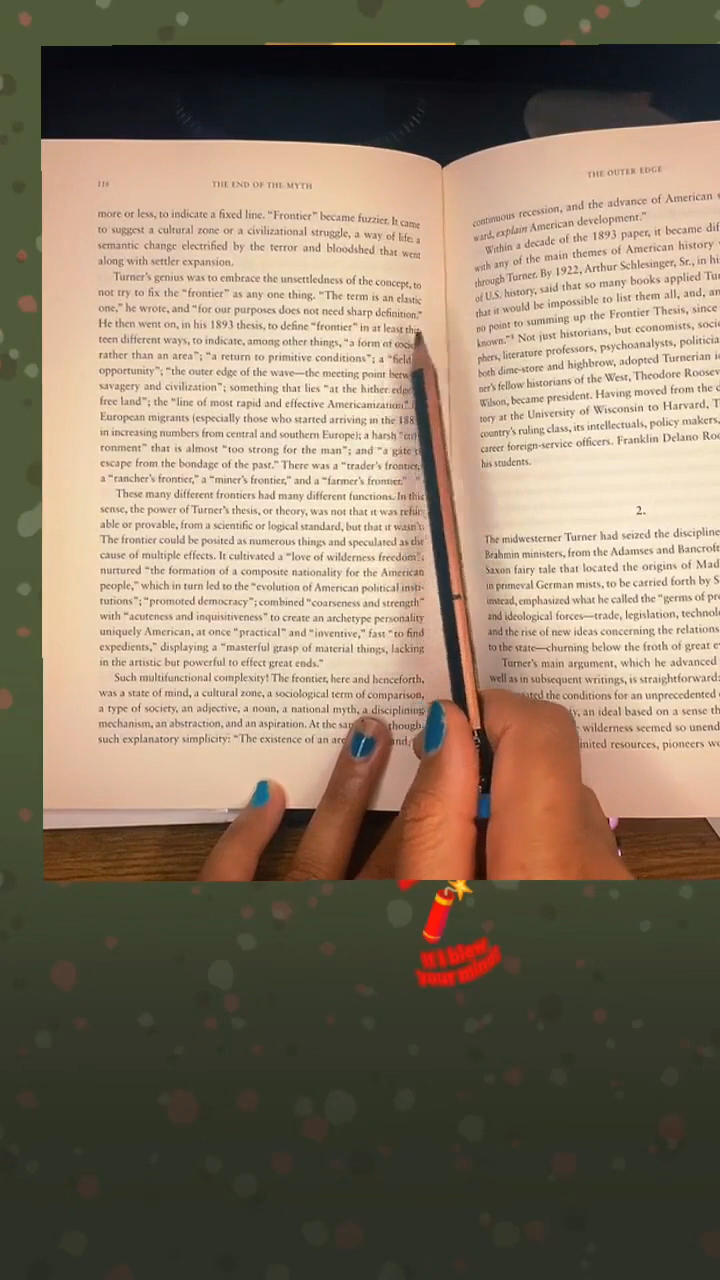 116 THE END OF THE MYTH
more or less, to indicate a fixed line. “Frontier” became fuzzier. It came
to suggest a cultural zone or a civilizational struggle, a way of life: a
semantic change electrified by the terror and bloodshed that went
along with settler expansion.
Turner’s genius was to embrace the unsettledness of the concept, to
not try to fix the “frontier” as any one thing. “The term is an elastic
one,” he wrote, and “for our purposes does not need sharp definition.”
He then went on, in his 1893 thesis, to define “frontier” in at least thir-
teen different ways, to indicate, among other things, “a form of
rather than an area”; “a return to primitive conditions”; a “field
opportunity”; “the outer edge of the wave—the meeting point
savagery and civilization”; something that lies “at the hither edge
free land”; the “line of most rapid and effective Americanization”
European migrants (especially those who started arriving in the
in increasing numbers from central and southern Europe); a harsh
ronment” that is almost “too strong for the man”; and “a gate
escape from the bondage of the past.” There was a “trader’s frontier,”
a “rancher’s frontier,” a “miner’s frontier,” and a “farmer’s frontier.”
These many different frontiers had many different functions. In this
sense, the power of Turner’s thesis, or theory, was not that it was
able or provable, from a scientific or logical standard, but that it wasn’t.
The frontier could be posited as numerous things and speculated as the
cause of multiple effects. It cultivated a “love of wilderness freedom”;
nurtured “the formation of a composite nationality for the American
people,” which in turn led to the “evolution of American political insti-
tutions”; “promoted democracy”; combined “coarseness and strength”
with “acuteness and inquisitiveness” to create an archetype personality
uniquely American, at once “practical” and “inventive,” fast “to find
expedients,” displaying a “masterful grasp of material things, lacking
in the artistic but powerful to effect great ends.”
Such multifunctional complexity! The frontier, here and henceforth,
was a state of mind, a cultural zone, a sociological term of comparison,
a type of society, an adjective, a noun, a national myth, a disciplining
mechanism, an abstraction, and an aspiration. At the though
such explanatory simplicity: “The existence of an
THE OUTER EDGE
continuous recession, and the advance of American
ward, explain American development.”
Within a decade of the 1893 paper, it became
with any of the main themes of American history
through Turner. By 1922, Arthur Schlesinger, Sr., in his
of U.S. history, said that so many books applied
that it would be impossible to list them all, and,
no point to summing up the Frontier Thesis, since
known.” Not just historians, but economists,
phers, literature professors, psychoanalysts,
both dime-store and highbrow, adopted Turnerian
ner’s fellow historians of the West, Theodore
Wilson, became president. Having moved from the
tory at the University of Wisconsin to Harvard,
country’s ruling class, its intellectuals, policy makers,
career foreign-service officers. Franklin Delano
his students.
2.
The midwesterner Turner had seized the discipline
Brahmin ministers, from the Adamses and
Saxon fairy tale that located the origins of
in primeval German mists, to be carried forth by
instead, emphasized what he called the “germs of
and ideological forces—trade, legislation,
and the rise of new ideas concerning the relations
to the state—churning below the froth of great
Turner’s main argument, which he advanced
well as in subsequent writings, is straightforward:
the conditions for an unprecedented
an ideal based on a sense
wilderness seemed so
resources, pioneers
If I blew
your mind!